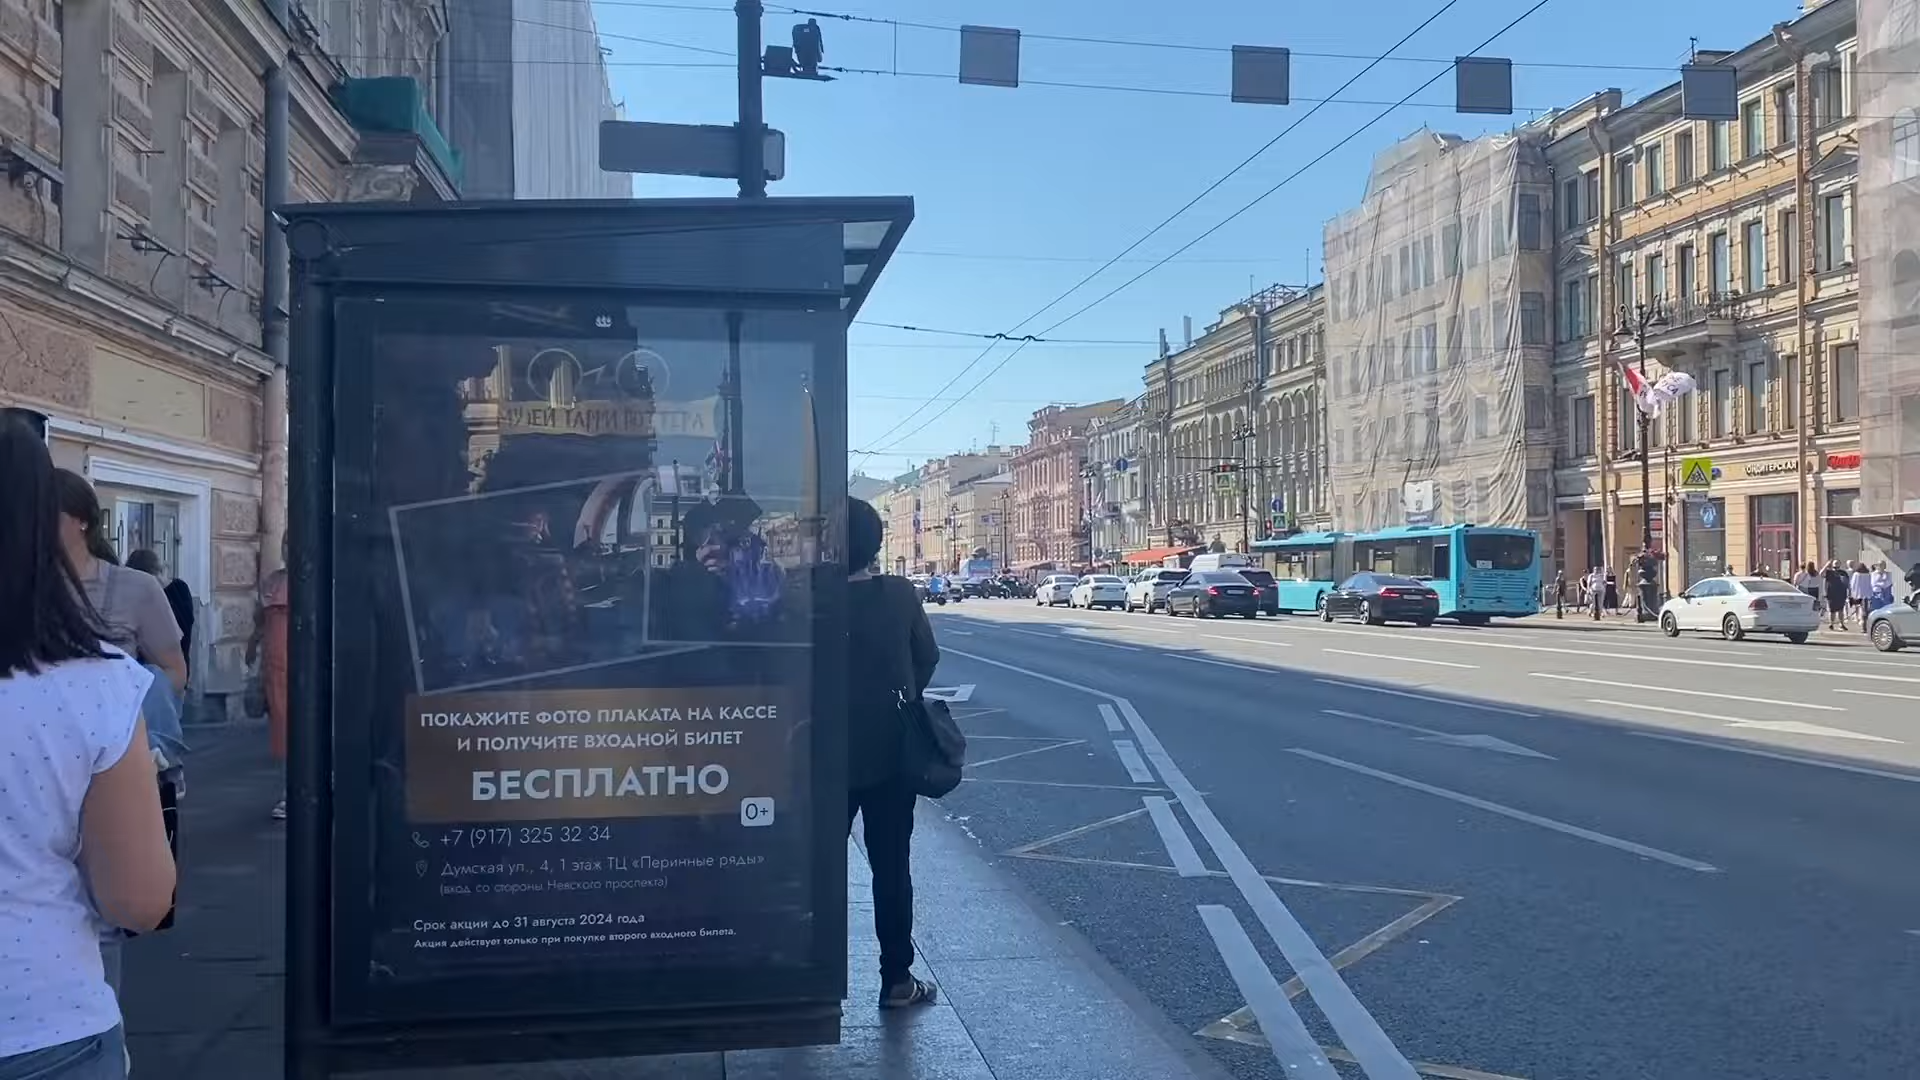 МУЗЕЙ ГАРРИ ПОТТЕРА
ПОКАЖИТЕ ФОТО ПЛАКАТА НА КАССЕ
И ПОЛУЧИТЕ ВХОДНОЙ БИЛЕТ
БЕСПЛАТНО
0+
+7 (917) 325 32 34
Думская ул., 4, 1 этаж ТЦ «Перинные ряды»
(вход со стороны Невского проспекта)
Срок акции до 31 августа 2024 года
Акция действует только при покупке второго входного билета.
КОНДИТЕРСКАЯ